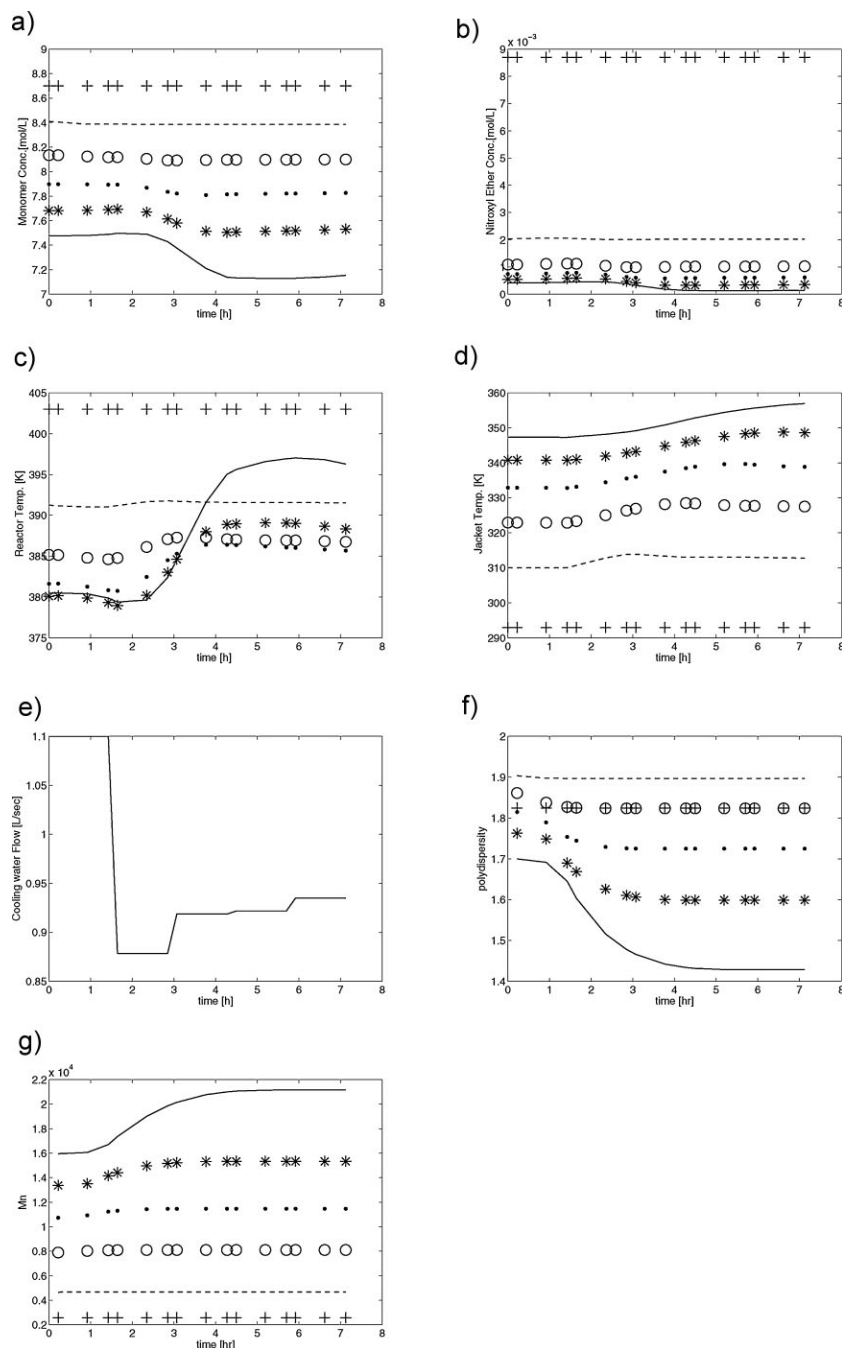 a)
9
8.8
8.6
8.4
8.2
8
7.8
7.6
7.4
7.2
7
Monomer Conc.[mol/L]
0 1 2 3 4 5 6 7 8
time [h]
b)
x 10⁻³
9
8
7
6
5
4
3
2
1
0
Nitroxyl Ether Conc.[mol/L]
0 1 2 3 4 5 6 7 8
time [h]
c)
405
400
395
390
385
380
375
Reactor Temp. [K]
0 1 2 3 4 5 6 7 8
time [h]
d)
360
350
340
330
320
310
300
290
Jacket Temp. [K]
0 1 2 3 4 5 6 7 8
time [h]
e)
1.1
1.05
1
0.95
0.9
0.85
Cooling water Flow [L/sec]
0 1 2 3 4 5 6 7 8
time [h]
f)
2
1.9
1.8
1.7
1.6
1.5
1.4
polydispersity
0 1 2 3 4 5 6 7 8
time [hr]
g)
x 10⁴
2.2
2
1.8
1.6
1.4
1.2
1
0.8
0.6
0.4
0.2
Mn
0 1 2 3 4 5 6 7 8
time [hr]